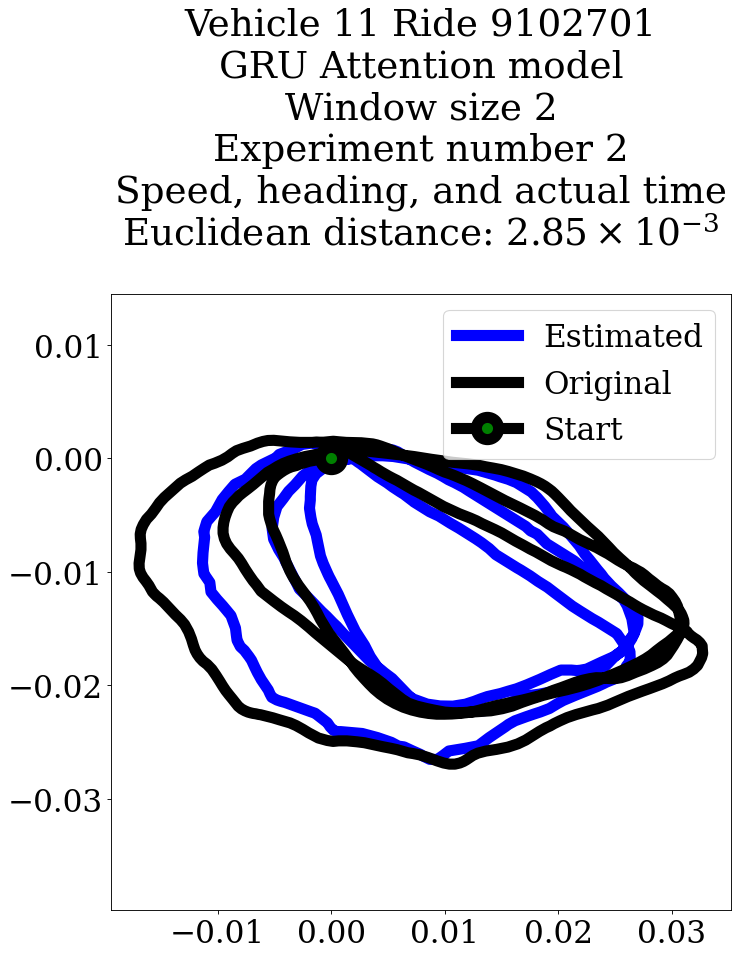 Vehicle 11 Ride 9102701
GRU Attention model
Window size 2
Experiment number 2
Speed, heading, and actual time
Euclidean distance: 2.85 × 10⁻³
Estimated
Original
Start
0.01
0.00
−0.01
−0.02
−0.03
−0.01 0.00 0.01 0.02 0.03